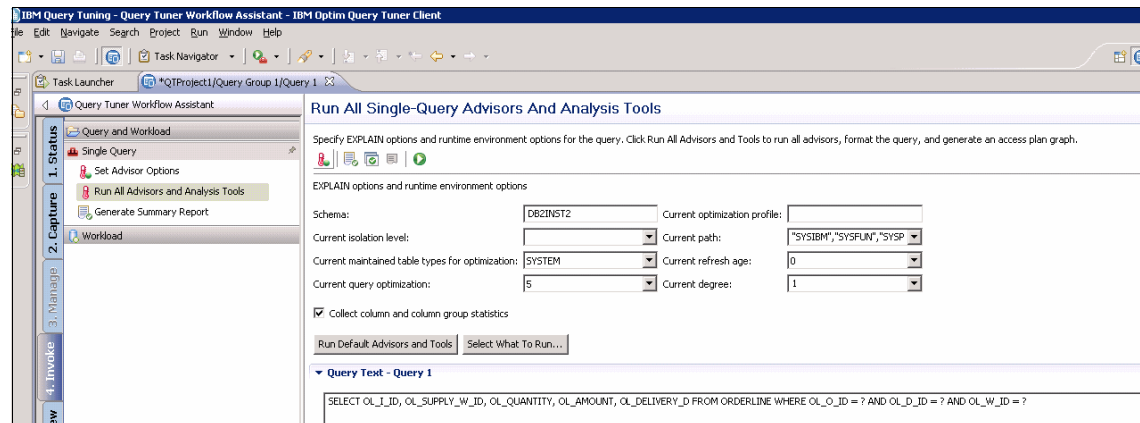 IBM Query Tuning - Query Tuner Workflow Assistant - IBM Optim Query Tuner Client
File Edit Navigate Search Project Run Window Help
Task Navigator
Task Launcher *QTProject1/Query Group 1/Query 1
Query Tuner Workflow Assistant
1. Status
2. Capture
3. Manage
4. Invoke
Query and Workload
Single Query
Set Advisor Options
Run All Advisors and Analysis Tools
Generate Summary Report
Workload
Run All Single-Query Advisors And Analysis Tools
Specify EXPLAIN options and runtime environment options for the query. Click Run All Advisors and Tools to run all advisors, format the query, and generate an access plan graph.
EXPLAIN options and runtime environment options
Schema: DB2INST2 Current optimization profile:
Current isolation level: Current path: "SYSIBM","SYSFUN","SYSP
Current maintained table types for optimization: SYSTEM Current refresh age: 0
Current query optimization: 5 Current degree: 1
Collect column and column group statistics
Run Default Advisors and Tools Select What To Run...
Query Text - Query 1
SELECT OL_I_ID, OL_SUPPLY_W_ID, OL_QUANTITY, OL_AMOUNT, OL_DELIVERY_D FROM ORDERLINE WHERE OL_O_ID = ? AND OL_D_ID = ? AND OL_W_ID = ?